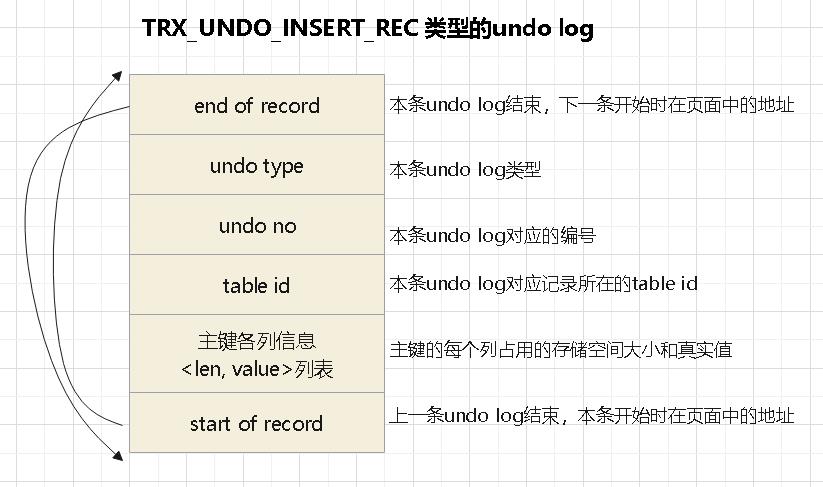 TRX_UNDO_INSERT_REC 类型的undo log
end of record
本条undo log结束，下一条开始时在页面中的地址
undo type
本条undo log类型
undo no
本条undo log对应的编号
table id
本条undo log对应记录所在的table id
主键各列信息
<len, value>列表
主键的每个列占用的存储空间大小和真实值
start of record
上一条undo log结束，本条开始时在页面中的地址